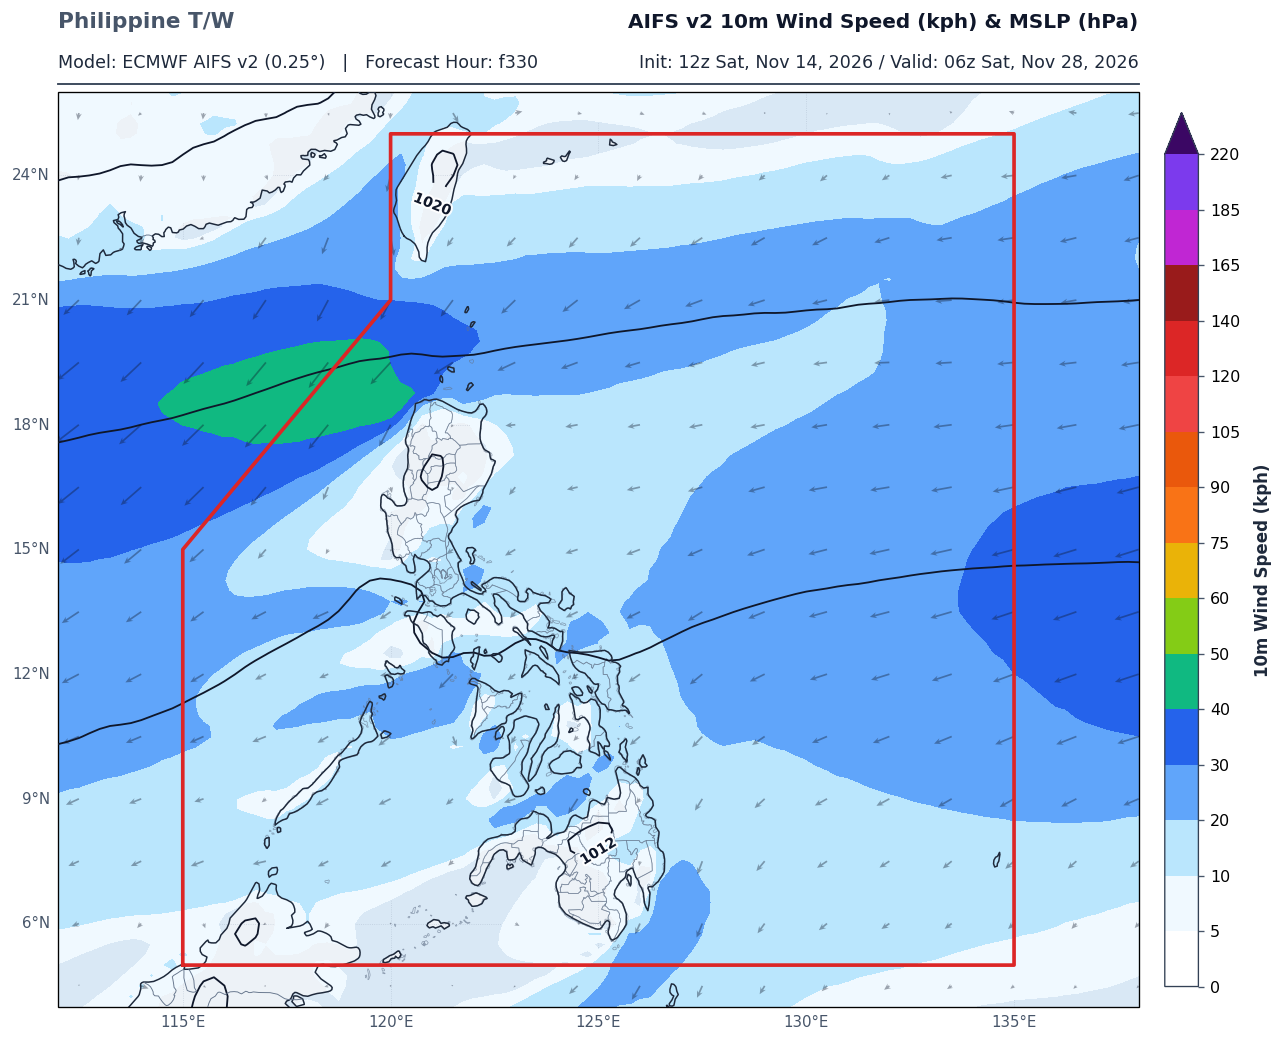 Philippine T/W
AIFS v2 10m Wind Speed (kph) & MSLP (hPa)
Model: ECMWF AIFS v2 (0.25°) | Forecast Hour: f330
Init: 12z Sat, Nov 14, 2026 / Valid: 06z Sat, Nov 28, 2026
24°N
21°N
18°N
15°N
12°N
9°N
6°N
1020
1012
115°E
120°E
125°E
130°E
135°E
220
185
165
140
120
105
90
75
60
50
40
30
20
10
5
0
10m Wind Speed (kph)